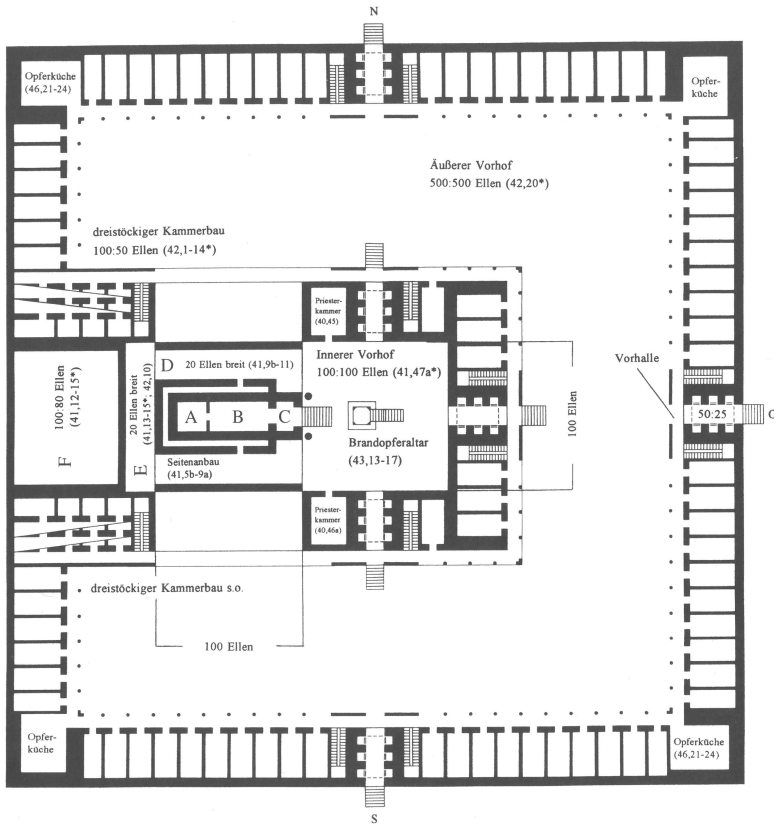 N
Opferküche
(46,21-24)
Opfer-
küche
Äußerer Vorhof
500:500 Ellen (42,20*)
dreistöckiger Kammerbau
100:50 Ellen (42,1-14*)
Priester-
kammer
(40,45)
Innerer Vorhof
100:100 Ellen (41,47a*)
Vorhalle
D
20 Ellen breit (41,9b-11)
100:80 Ellen
(41,12-15*)
F
20 Ellen breit
(41,13-15*; 42,10)
E
A
B
C
Brandopferaltar
(43,13-17)
100 Ellen
50:25
O
Seitenanbau
(41,5b-9a)
Priester-
kammer
(40,46a)
dreistöckiger Kammerbau s.o.
100 Ellen
Opfer-
küche
Opferküche
(46,21-24)
S